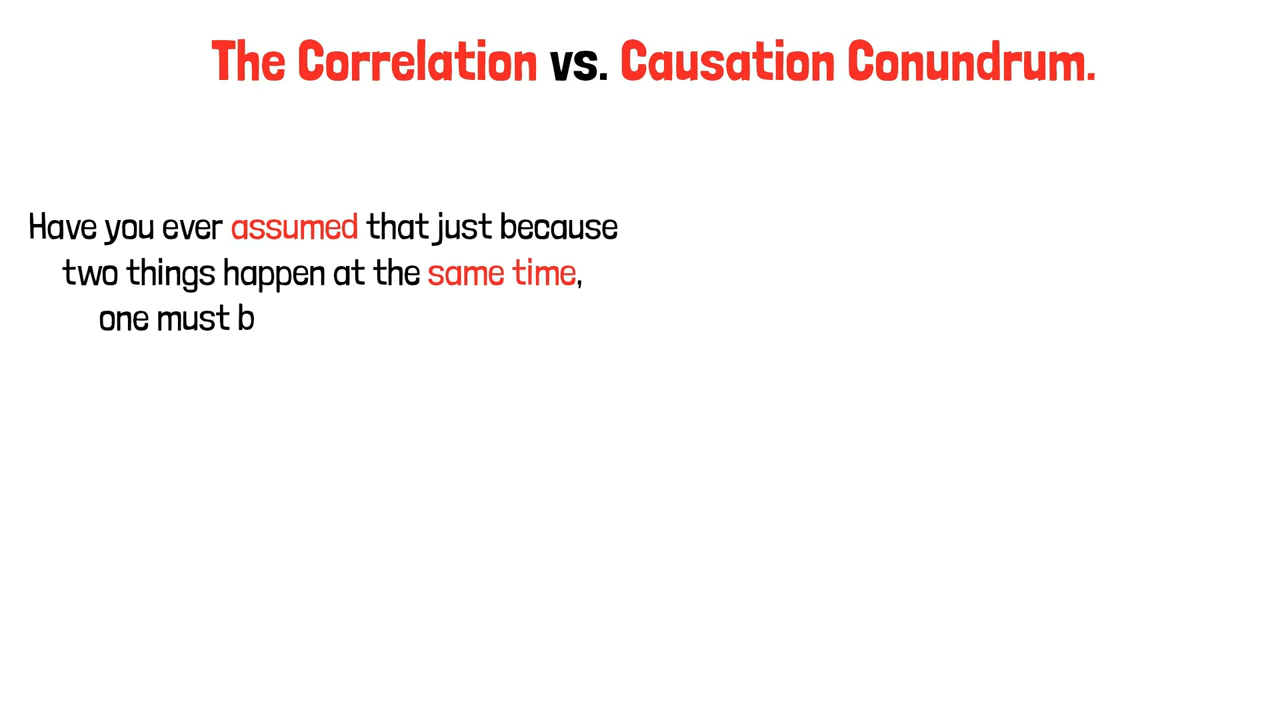 The Correlation vs. Causation Conundrum.
Have you ever assumed that just because
two things happen at the same time,
one must b